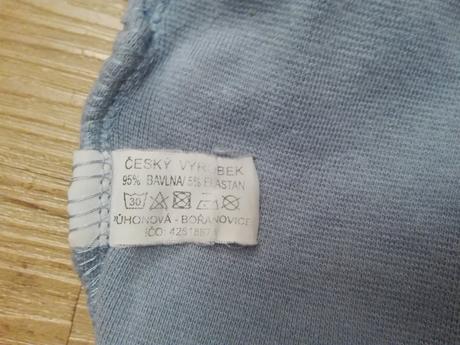 ČESKÝ VÝROBEK
95% BAVLNA/ 5% ELASTAN
30
PŮHONOVÁ - BOŘANOVICE
IČO: